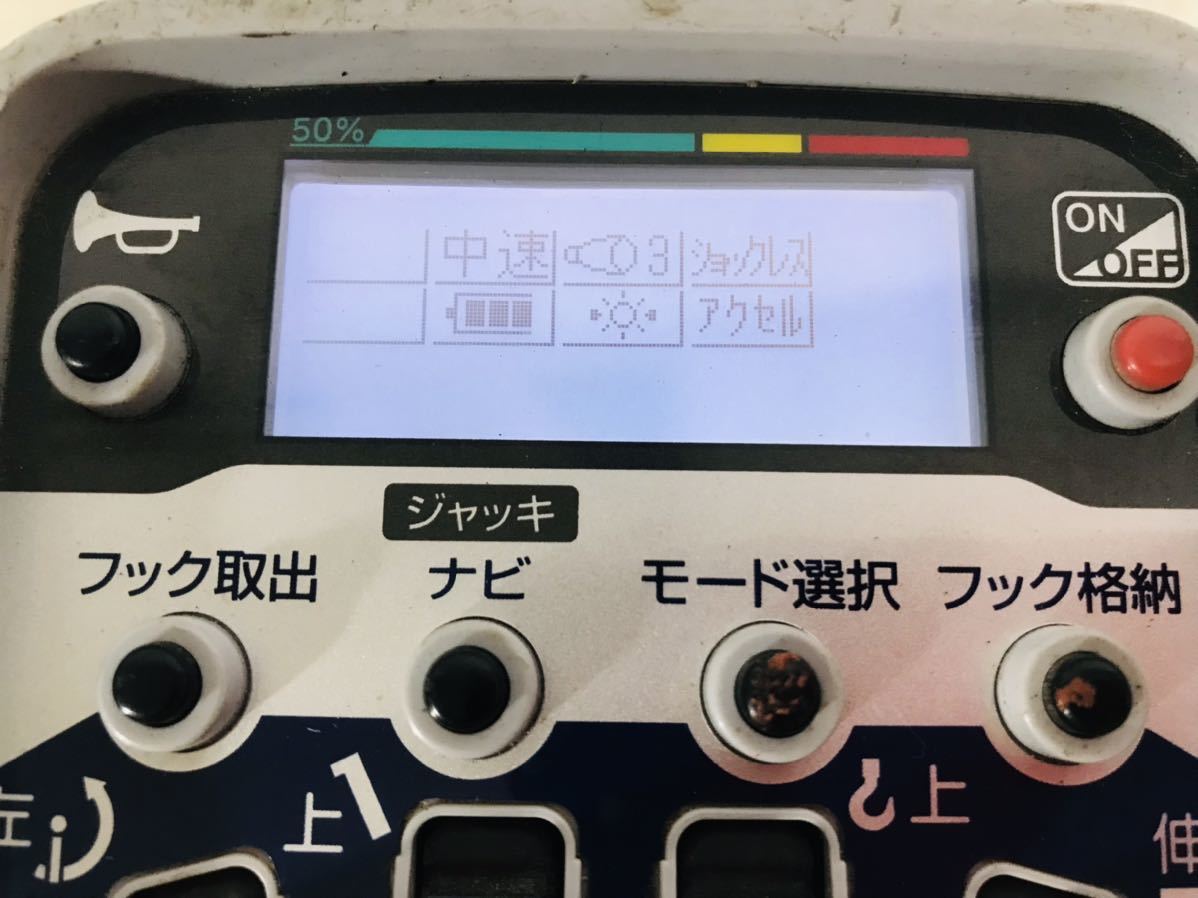 50%
ON
OFF
中速 3 ショックレス
アクセル
ジャッキ
フック取出 ナビ モード選択 フック格納
左 上 上 伸